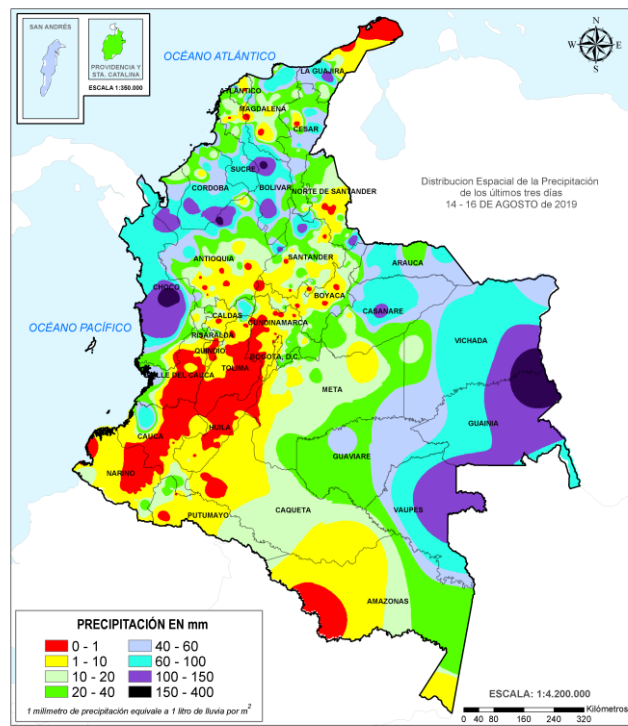 SAN ANDRÉS
PROVIDENCIA Y
STA. CATALINA
ESCALA 1:350.000
OCÉANO ATLÁNTICO
N
W E
S
LA GUAJIRA
ATLÁNTICO
MAGDALENA
CESAR
SUCRE
CORDOBA
BOLIVAR
NORTE DE SANTANDER
Distribucion Espacial de la Precipitación
de los últimos tres días
14 - 16 DE AGOSTO de 2019
ANTIOQUIA
SANTANDER
ARAUCA
CHOCO
BOYACA
CASANARE
OCÉANO PACÍFICO
CALDAS
CUNDINAMARCA
RISARALDA
VICHADA
QUINDIO
BOGOTA, D.C.
VALLE DEL CAUCA
TOLIMA
META
GUAINIA
CAUCA
HUILA
GUAVIARE
NARIÑO
VAUPES
PUTUMAYO
CAQUETA
AMAZONAS
PRECIPITACIÓN EN mm
0 - 1
1 - 10
10 - 20
20 - 40
40 - 60
60 - 100
100 - 150
150 - 400
1 milimetro de precipitación equivale a 1 litro de lluvia por m2
ESCALA: 1:4.200.000
Kilómetros
0 40 80 160 240 320